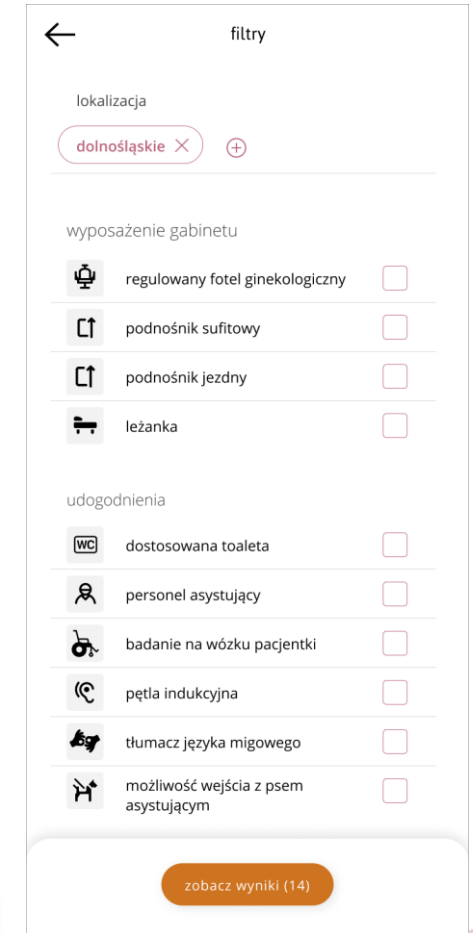 filtry
lokalizacja
dolnośląskie
wyposażenie gabinetu
regulowany fotel ginekologiczny
podnośnik sufitowy
podnośnik jezdny
leżanka
udogodnienia
WC
dostosowana toaleta
personel asystujący
badanie na wózku pacjentki
pętla indukcyjna
tłumacz języka migowego
możliwość wejścia z psem
asystującym
zobacz wyniki (14)